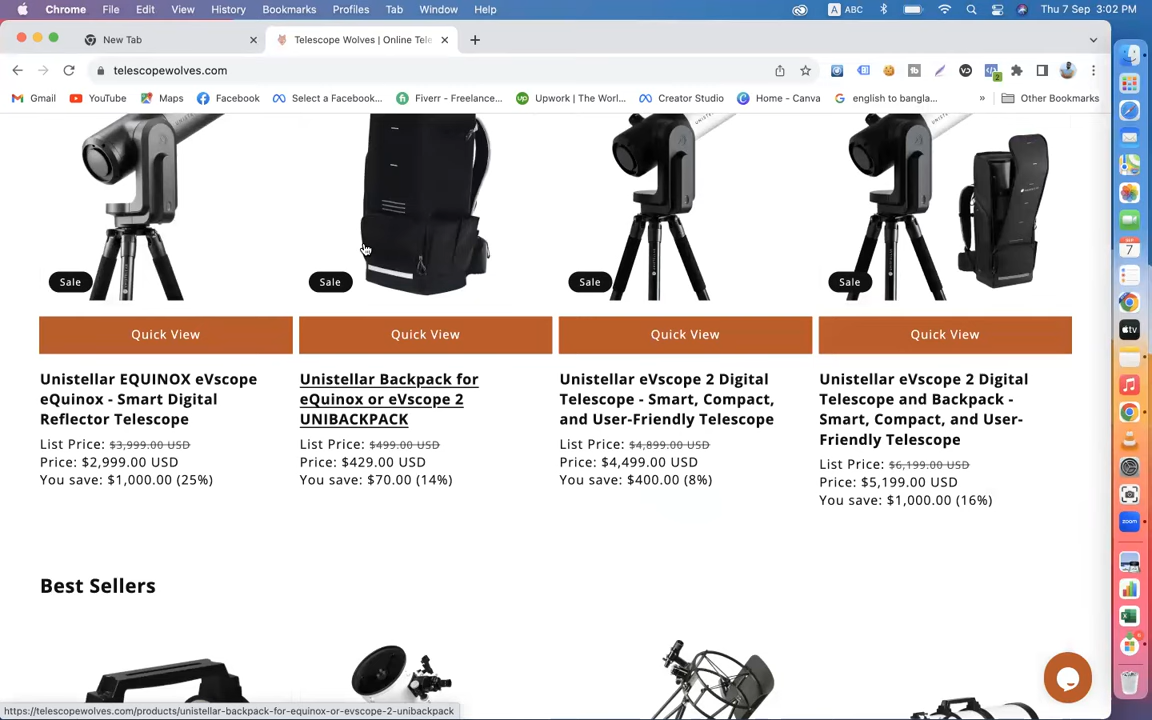 Chrome File Edit View History Bookmarks Profiles Tab Window Help A ABC Thu 7 Sep 3:02 PM
New Tab Telescope Wolves | Online Tele
telescopewolves.com
Gmail YouTube Maps Facebook Select a Facebook... Fiverr - Freelance... Upwork | The Worl... Creator Studio Home - Canva english to bangla... » Other Bookmarks
Sale Sale Sale Sale
Quick View Quick View Quick View Quick View
Unistellar EQUINOX eVscope
eQuinox - Smart Digital
Reflector Telescope
List Price: $3,999.00 USD
Price: $2,999.00 USD
You save: $1,000.00 (25%)
Unistellar Backpack for
eQuinox or eVscope 2
UNIBACKPACK
List Price: $499.00 USD
Price: $429.00 USD
You save: $70.00 (14%)
Unistellar eVscope 2 Digital
Telescope - Smart, Compact,
and User-Friendly Telescope
List Price: $4,899.00 USD
Price: $4,499.00 USD
You save: $400.00 (8%)
Unistellar eVscope 2 Digital
Telescope and Backpack -
Smart, Compact, and User-
Friendly Telescope
List Price: $6,199.00 USD
Price: $5,199.00 USD
You save: $1,000.00 (16%)
Best Sellers
https://telescopewolves.com/products/unistellar-backpack-for-equinox-or-evscope-2-unibackpack